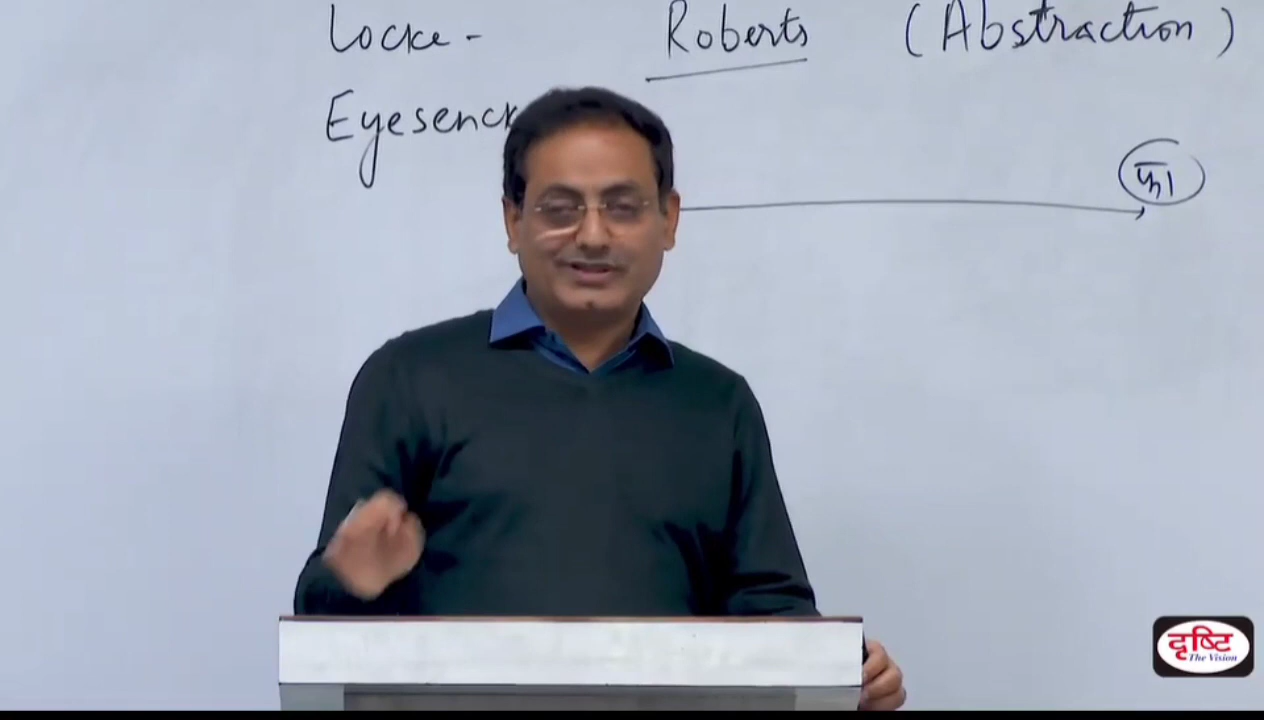 Locke - Roberts (Abstraction)
Eyesenck
फा
दृष्टि
The Vision